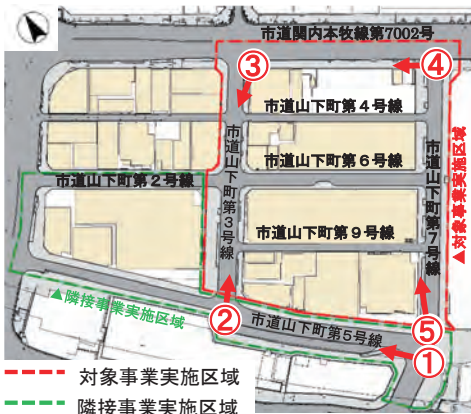 市道関内本牧線第7002号
③
④
市道山下町第4号線
市道山下町第3号線
市道山下町第6号線
市道山下町第7号線
▲対象事業実施区域
市道山下町第2号線
市道山下町第9号線
▲隣接事業実施区域
②
市道山下町第5号線
⑤
①
対象事業実施区域
隣接事業実施区域